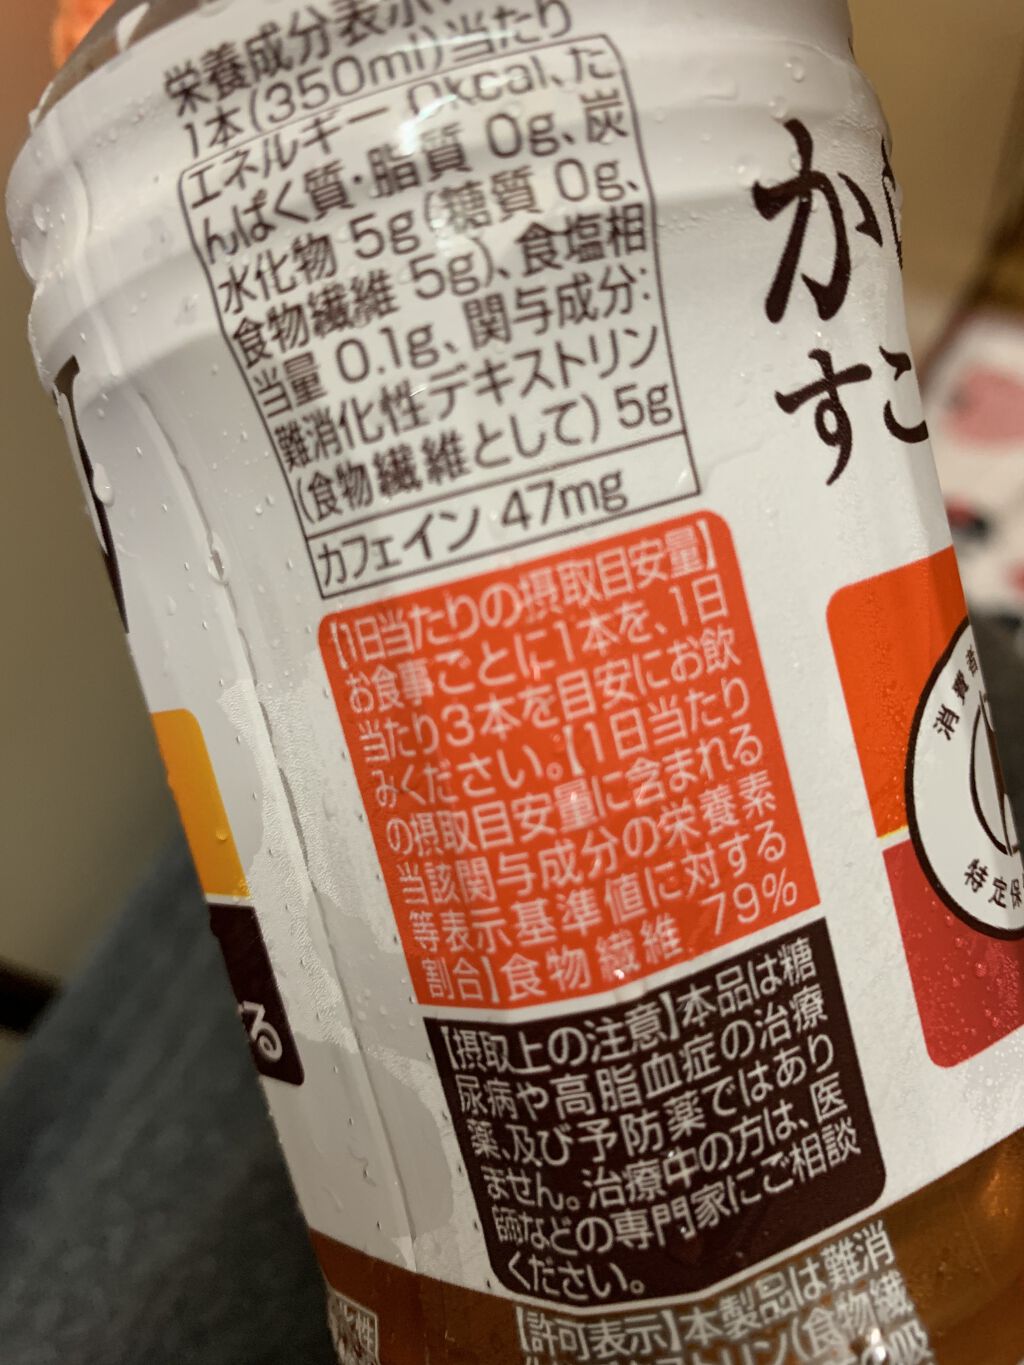 栄養成分表示
1本(350ml)当たり
エネルギー 0kcal、た
んぱく質・脂質 0g、炭
水化物 5g(糖質 0g、
食物繊維 5g)、食塩相
当量 0.1g、関与成分:
難消化性デキストリン
(食物繊維として) 5g
カフェイン 47mg
【1日当たりの摂取目安量】
お食事ごとに1本を、1日
当たり3本を目安にお飲
みください。【1日当たり
の摂取目安量に含まれる
当該関与成分の栄養素
等表示基準値に対する
割合】食物繊維 79%
【摂取上の注意】本品は糖
尿病や高脂血症の治療
薬、及び予防薬ではあり
ません。治療中の方は、医
師などの専門家にご相談
ください。
【許可表示】本製品は難消
トリン(食物繊
吸
か
すこ
消費者
特定保
る